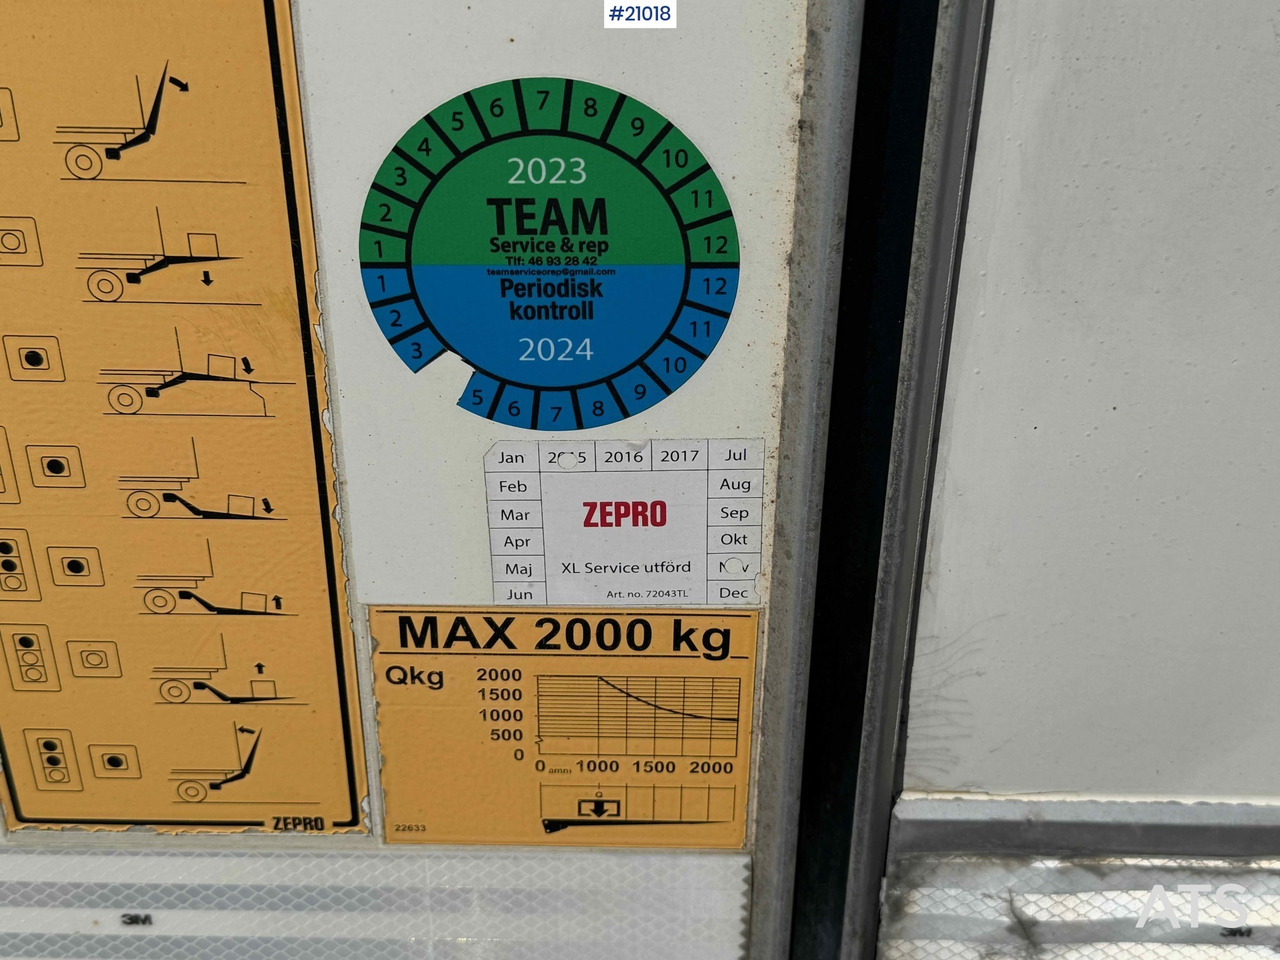 #21018
1 2 3 4 5 6 7 8 9 10 11 12
2023
TEAM
Service & rep
Tlf: 46 93 28 42
teamserviceorep@gmail.com
Periodisk
kontroll
2024
1 2 3 5 6 7 8 9 10 11 12
Jan 2016 2017 Jul
Feb Aug
Mar ZEPRO Sep
Apr Okt
Maj XL Service utförd
Jun Art. no. 72043TL Dec
MAX 2000 kg
Qkg
2000
1500
1000
500
0
0 1000 1500 2000
Q
22633
ZEPRO
3M
ATS
3M